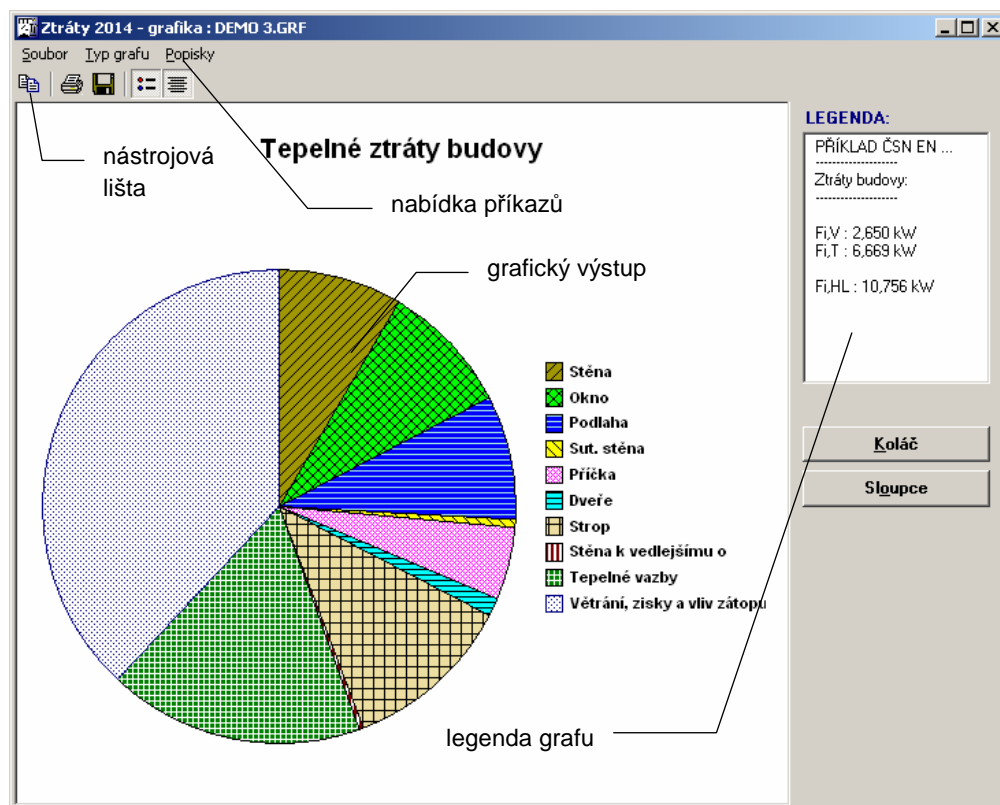 Ztráty 2014 - grafika : DEMO 3.GRF
Soubor Typ grafu Popisky
LEGENDA:
PŘÍKLAD ČSN EN ...
--------------------
Ztráty budovy:
--------------------
Fi,V : 2,650 kW
Fi,T : 6,669 kW
Fi,HL : 10,756 kW
Tepelné ztráty budovy
nástrojová
lišta
nabídka příkazů
grafický výstup
Stěna
Okno
Podlaha
Sut. stěna
Příčka
Dveře
Strop
Stěna k vedlejšímu o
Tepelné vazby
Větrání, zisky a vliv zátopu
legenda grafu
Koláč
Sloupce